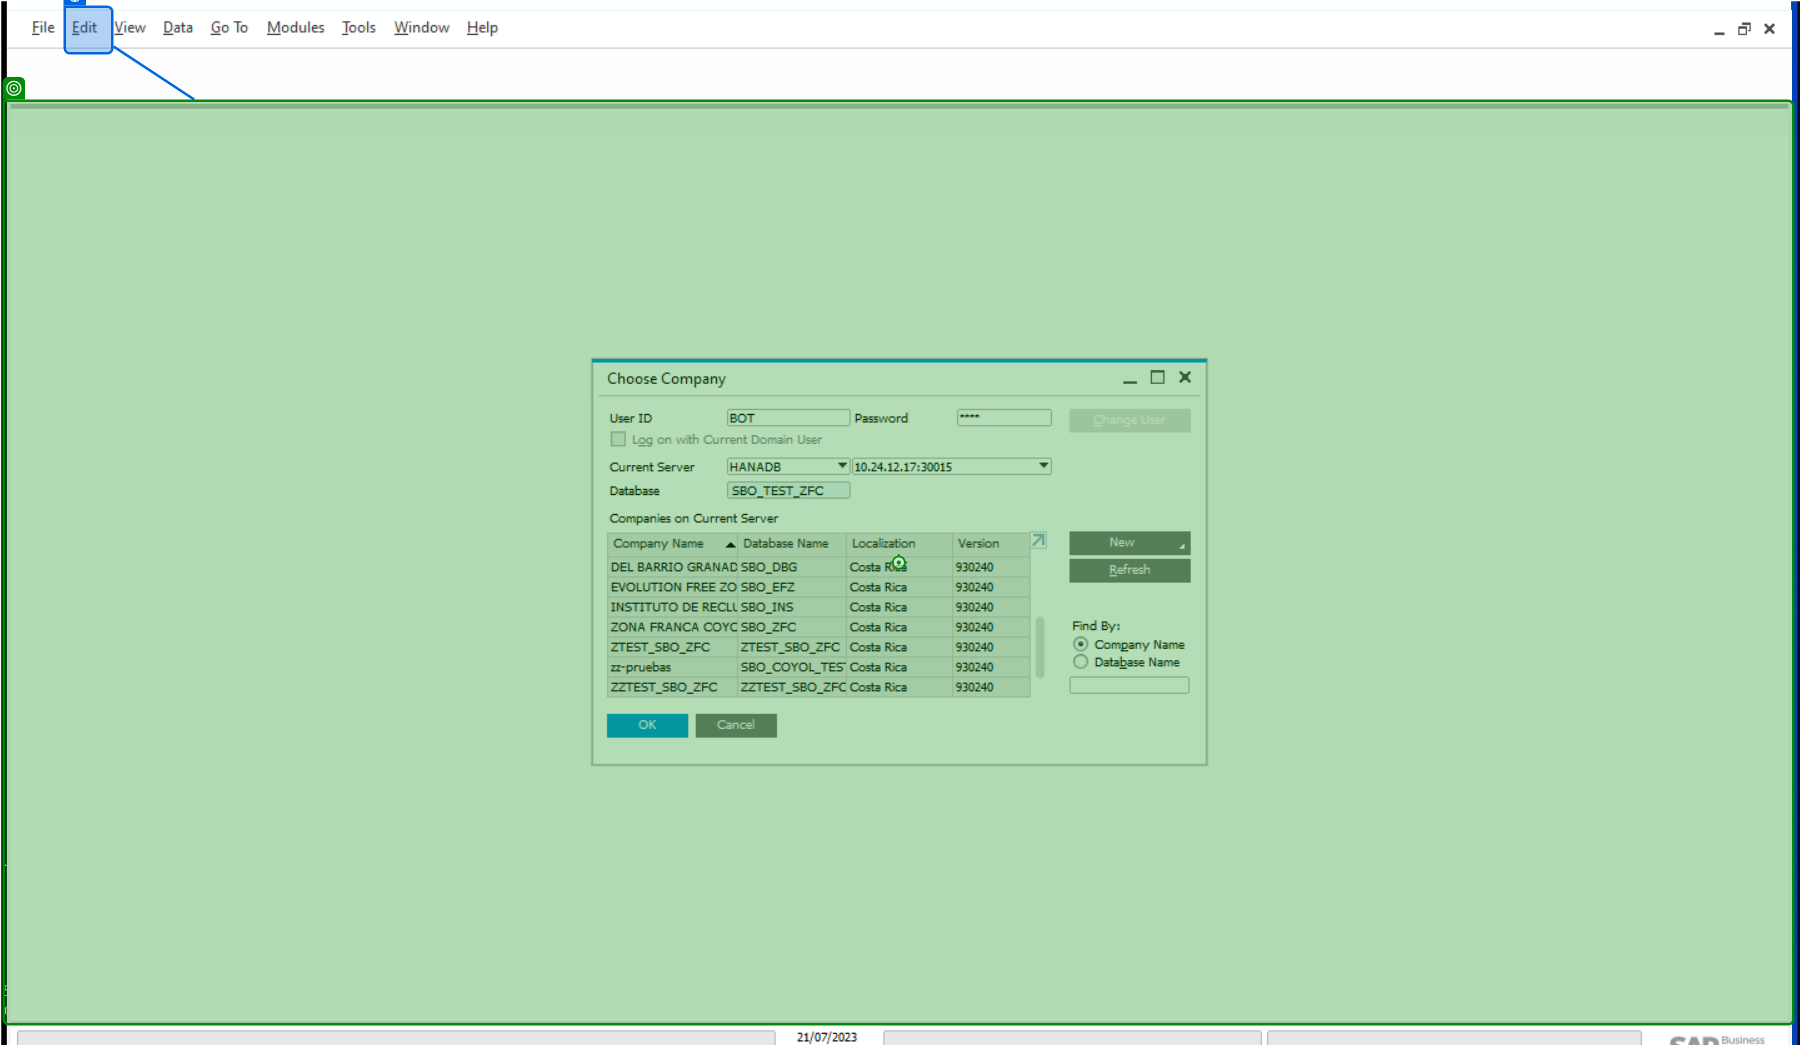 File Edit View Data Go To Modules Tools Window Help
Choose Company
User ID BOT Password ****
Change User
Log on with Current Domain User
Current Server HANADB 10.24.12.17:30015
Database SBO_TEST_ZFC
Companies on Current Server
Company Name Database Name Localization Version
New
DEL BARRIO GRANAD SBO_DBG Costa Rica 930240
Refresh
EVOLUTION FREE ZO SBO_EFZ Costa Rica 930240
INSTITUTO DE RECLU SBO_INS Costa Rica 930240
ZONA FRANCA COYO SBO_ZFC Costa Rica 930240
Find By:
ZTEST_SBO_ZFC ZTEST_SBO_ZFC Costa Rica 930240
Company Name
zz-pruebas SBO_COYOL_TEST Costa Rica 930240
Database Name
ZZTEST_SBO_ZFC ZZTEST_SBO_ZFC Costa Rica 930240
OK Cancel
21/07/2023
SAP Business